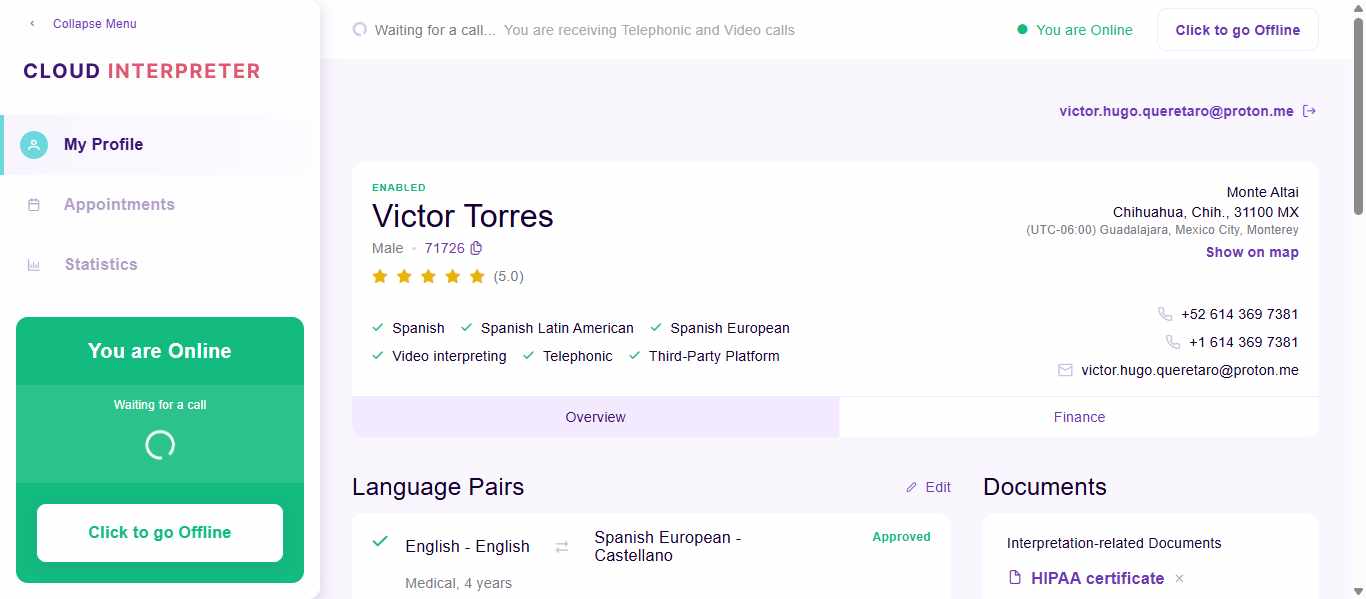 Collapse Menu
CLOUD INTERPRETER
My Profile
Appointments
Statistics
You are Online
Waiting for a call
Click to go Offline
Waiting for a call... You are receiving Telephonic and Video calls
You are Online
Click to go Offline
victor.hugo.queretaro@proton.me
ENABLED
Victor Torres
Male • 71726
(5.0)
Spanish Spanish Latin American Spanish European
Video interpreting Telephonic Third-Party Platform
Monte Altai
Chihuahua, Chih., 31100 MX
(UTC-06:00) Guadalajara, Mexico City, Monterey
Show on map
+52 614 369 7381
+1 614 369 7381
victor.hugo.queretaro@proton.me
Overview
Finance
Language Pairs
Edit
English - English
Spanish European -
Castellano
Approved
Medical, 4 years
Documents
Interpretation-related Documents
HIPAA certificate